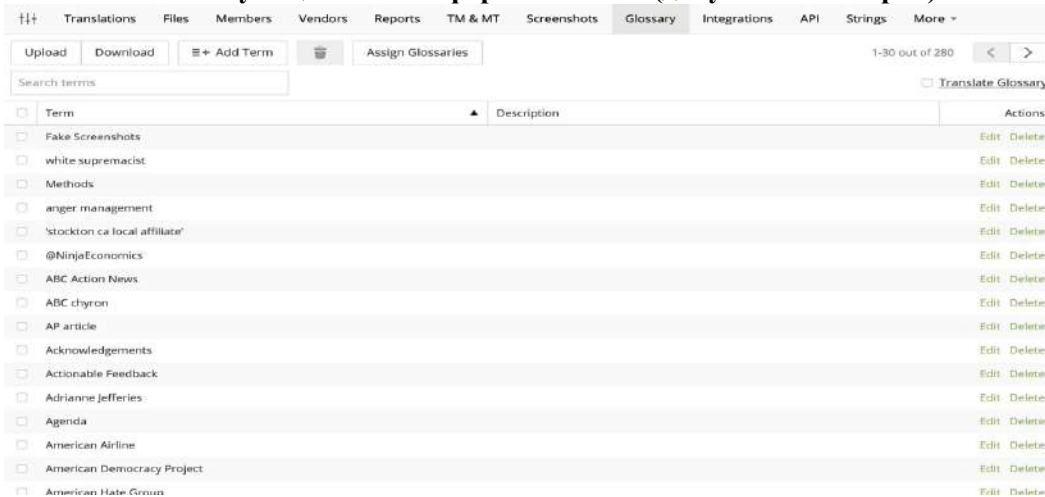 Translations Files Members Vendors Reports TM & MT Screenshots Glossary Integrations API Strings More
Upload Download + Add Term Assign Glossaries 1-30 out of 280 < >
Search terms Translate Glossary
Term Description Actions
Fake Screenshots Edit Delete
white supremacist Edit Delete
Methods Edit Delete
anger management Edit Delete
'stockton ca local affiliate' Edit Delete
@NinjaEconomics Edit Delete
ABC Action News Edit Delete
ABC chyron Edit Delete
AP article Edit Delete
Acknowledgements Edit Delete
Actionable Feedback Edit Delete
Adrianne Jefferies Edit Delete
Agenda Edit Delete
American Airline Edit Delete
American Democracy Project Edit Delete
American Hate Group Edit Delete